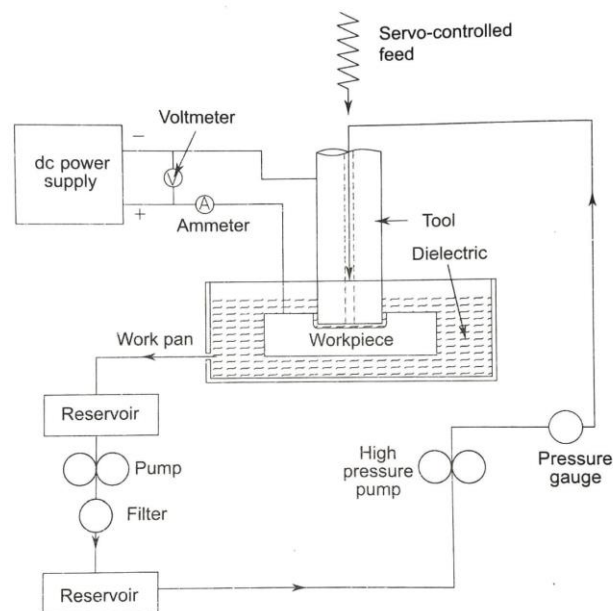 Servo-controlled
feed
Voltmeter
−
dc power
supply
V
+
A
Ammeter
Tool
Dielectric
Work pan
Workpiece
Reservoir
Pump
High
pressure
pump
Pressure
gauge
Filter
Reservoir